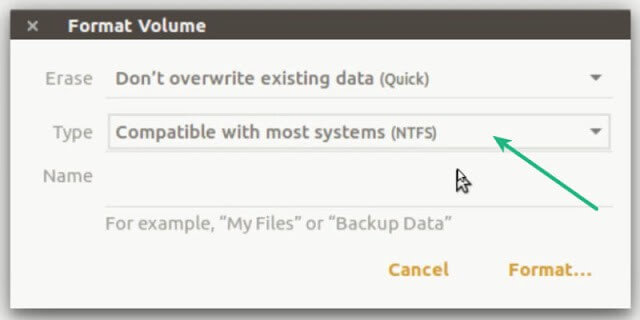 × Format Volume
Erase Don’t overwrite existing data (Quick)
Type Compatible with most systems (NTFS)
Name
For example, “My Files” or “Backup Data”
Cancel Format…